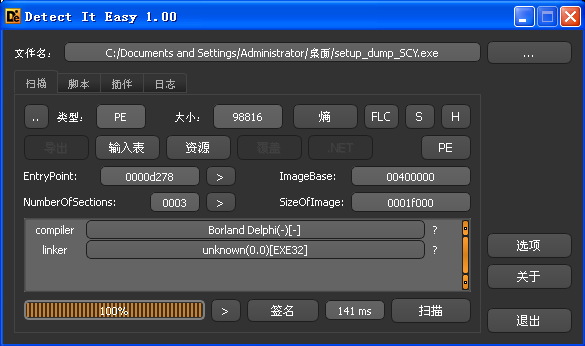 Detect It Easy 1.00
文件名： C:/Documents and Settings/Administrator/桌面/setup_dump_SCY.exe ...
扫描 脚本 插件 日志
.. 类型： PE 大小： 98816 熵 FLC S H
导出 输入表 资源 覆盖 .NET PE
EntryPoint: 0000d278 > ImageBase: 00400000
NumberOfSections: 0003 > SizeOfImage: 0001f000
compiler Borland Delphi(-)[-] ?
linker unknown(0.0)[EXE32] ?
选项
关于
100% > 签名 141 ms 扫描
退出